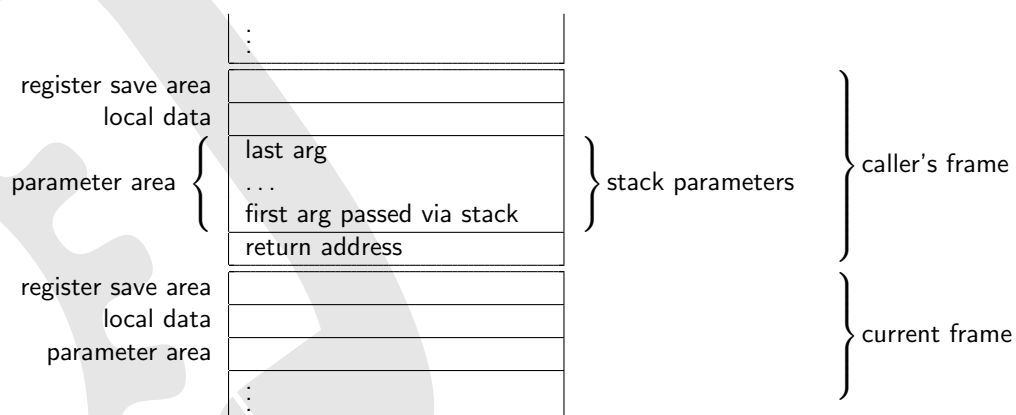 ⋮
register save area
local data
last arg
parameter area
. . .
stack parameters
caller's frame
first arg passed via stack
return address
register save area
local data
parameter area
current frame
⋮